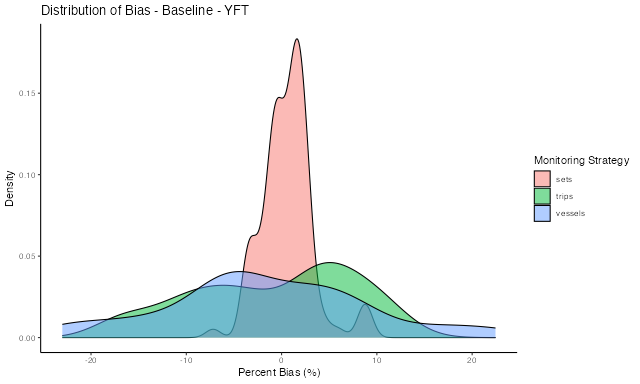 Distribution of Bias - Baseline - YFT
0.15
0.10
0.05
0.00
Density
-20 -10 0 10 20
Percent Bias (%)
Monitoring Strategy
sets
trips
vessels